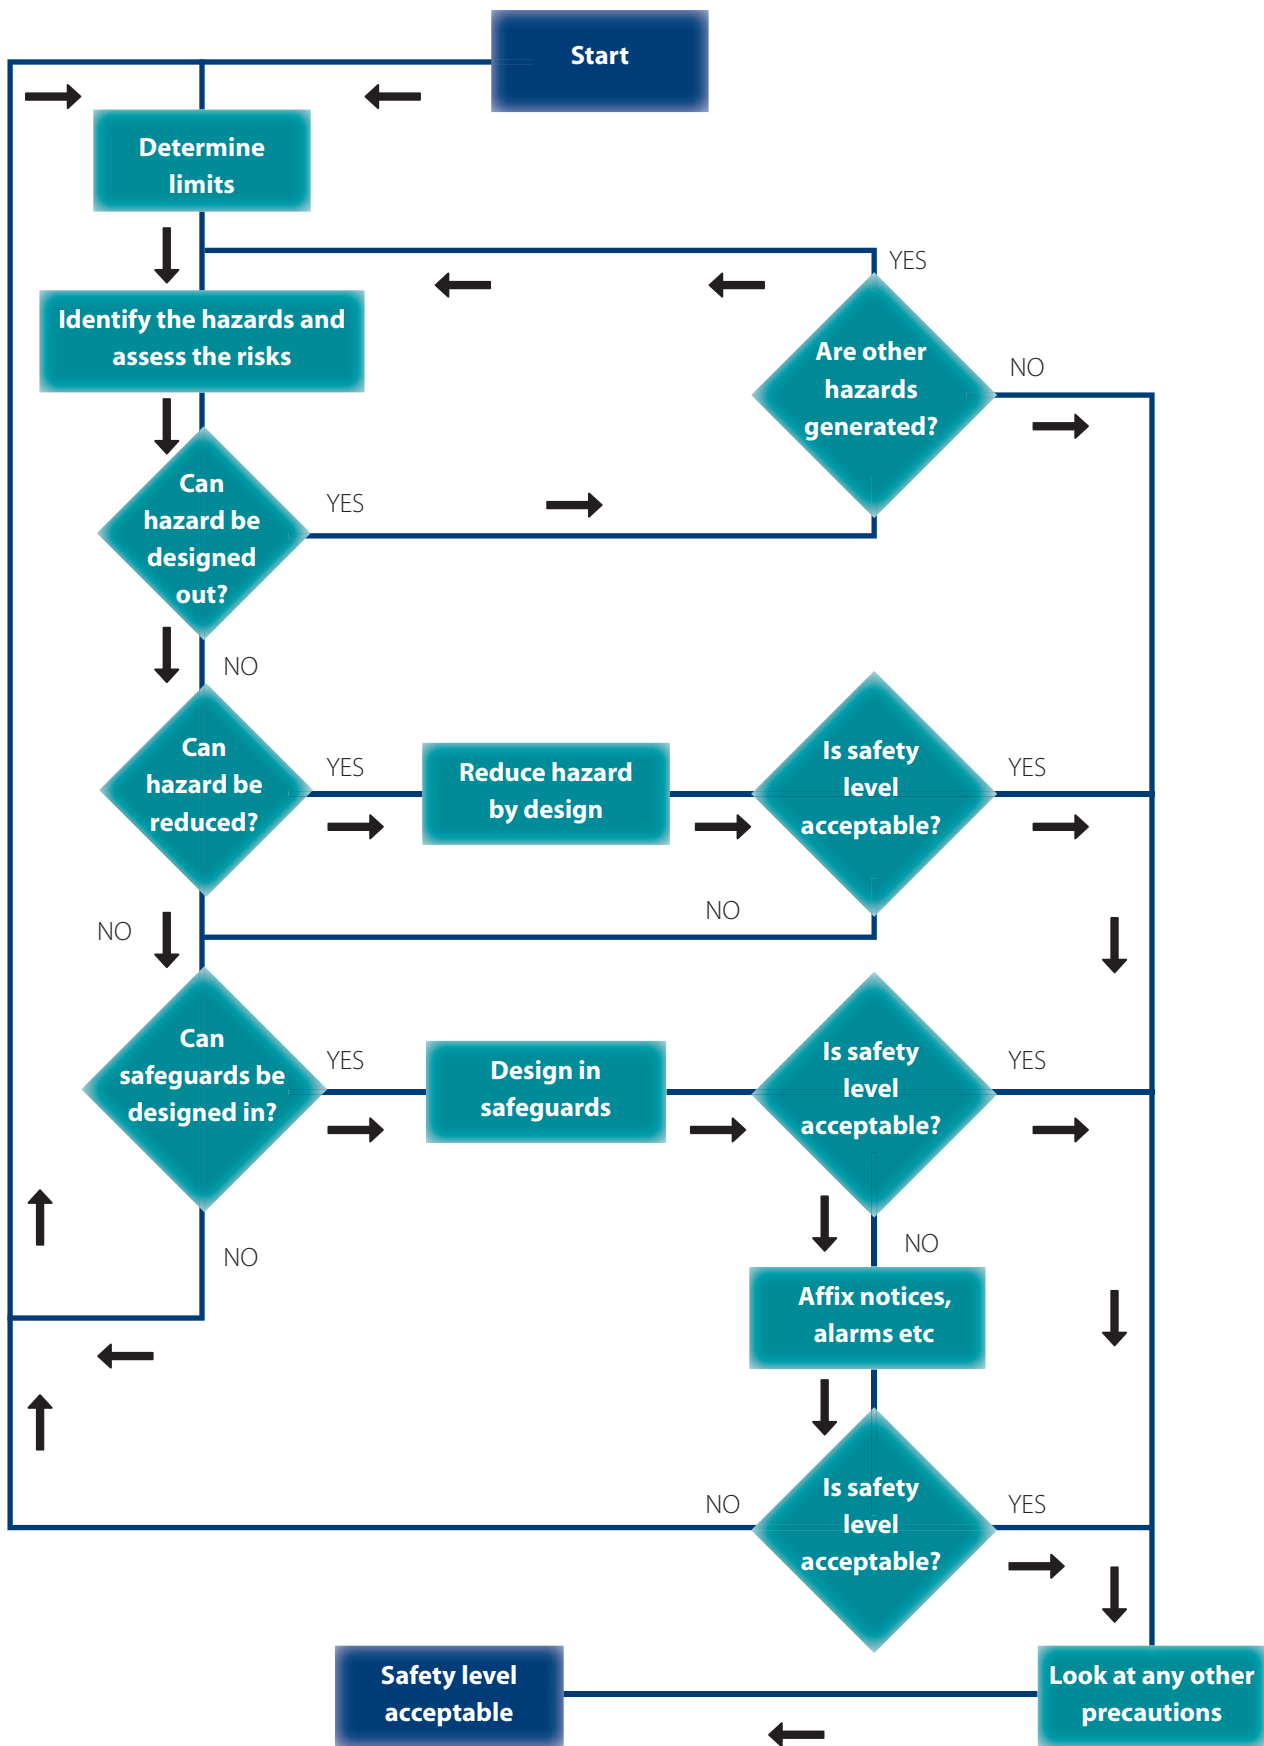 Start
Determine
limits
YES
Identify the hazards and
assess the risks
Are other
hazards
generated?
NO
Can
hazard be
designed
out?
YES
NO
Can
hazard be
reduced?
YES
Reduce hazard
by design
Is safety
level
acceptable?
YES
NO
NO
Can
safeguards be
designed in?
YES
Design in
safeguards
Is safety
level
acceptable?
YES
NO
NO
Affix notices,
alarms etc
NO
Is safety
level
acceptable?
YES
Safety level
acceptable
Look at any other
precautions